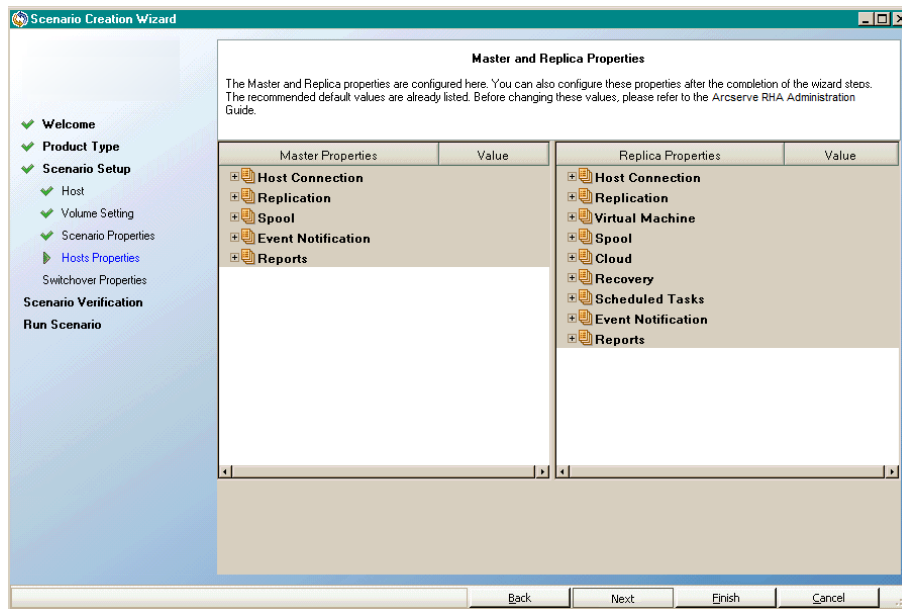 Scenario Creation Wizard
Welcome
Product Type
Scenario Setup
Host
Volume Setting
Scenario Properties
Hosts Properties
Switchover Properties
Scenario Verification
Run Scenario
Master and Replica Properties
The Master and Replica properties are configured here. You can also configure these properties after the completion of the wizard steps.
The recommended default values are already listed. Before changing these values, please refer to the Arcserve RHA Administration
Guide.
Master Properties Value
Host Connection
Replication
Spool
Event Notification
Reports
Replica Properties Value
Host Connection
Replication
Virtual Machine
Spool
Cloud
Recovery
Scheduled Tasks
Event Notification
Reports
Back Next Finish Cancel